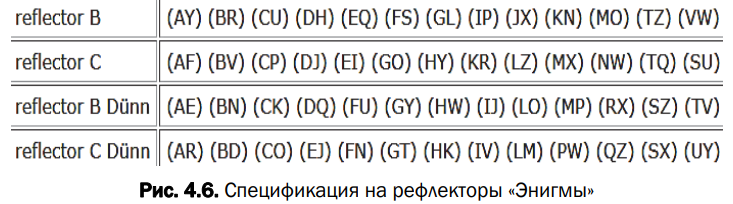 reflector B (AY) (BR) (CU) (DH) (EQ) (FS) (GL) (IP) (JX) (KN) (MO) (TZ) (VW)
reflector C (AF) (BV) (CP) (DJ) (EI) (GO) (HY) (KR) (LZ) (MX) (NW) (TQ) (SU)
reflector B Dünn (AE) (BN) (CK) (DQ) (FU) (GY) (HW) (IJ) (LO) (MP) (RX) (SZ) (TV)
reflector C Dünn (AR) (BD) (CO) (EJ) (FN) (GT) (HK) (IV) (LM) (PW) (QZ) (SX) (UY)
Рис. 4.6. Спецификация на рефлекторы «Энигмы»